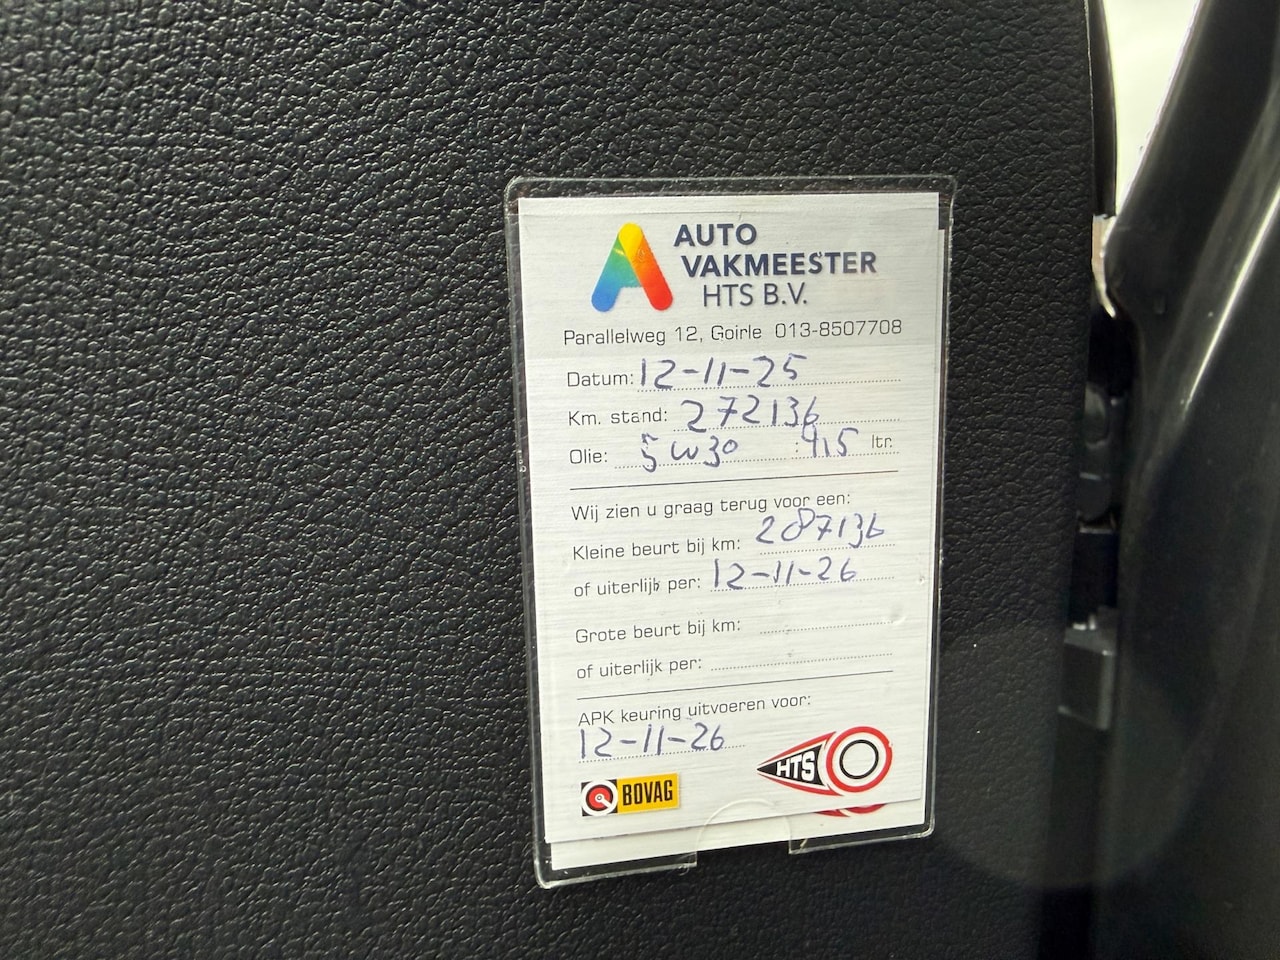 AUTO
VAKMEESTER
HTS B.V.
Parallelweg 12, Goirle 013-8507708
Datum: 12-11-25
Km. stand: 272136
Olie: 5W30 : 4,5 ltr.
Wij zien u graag terug voor een:
Kleine beurt bij km: 287136
of uiterlijk per: 12-11-26
Grote beurt bij km:
of uiterlijk per:
APK keuring uitvoeren voor:
12-11-26
BOVAG
HTS